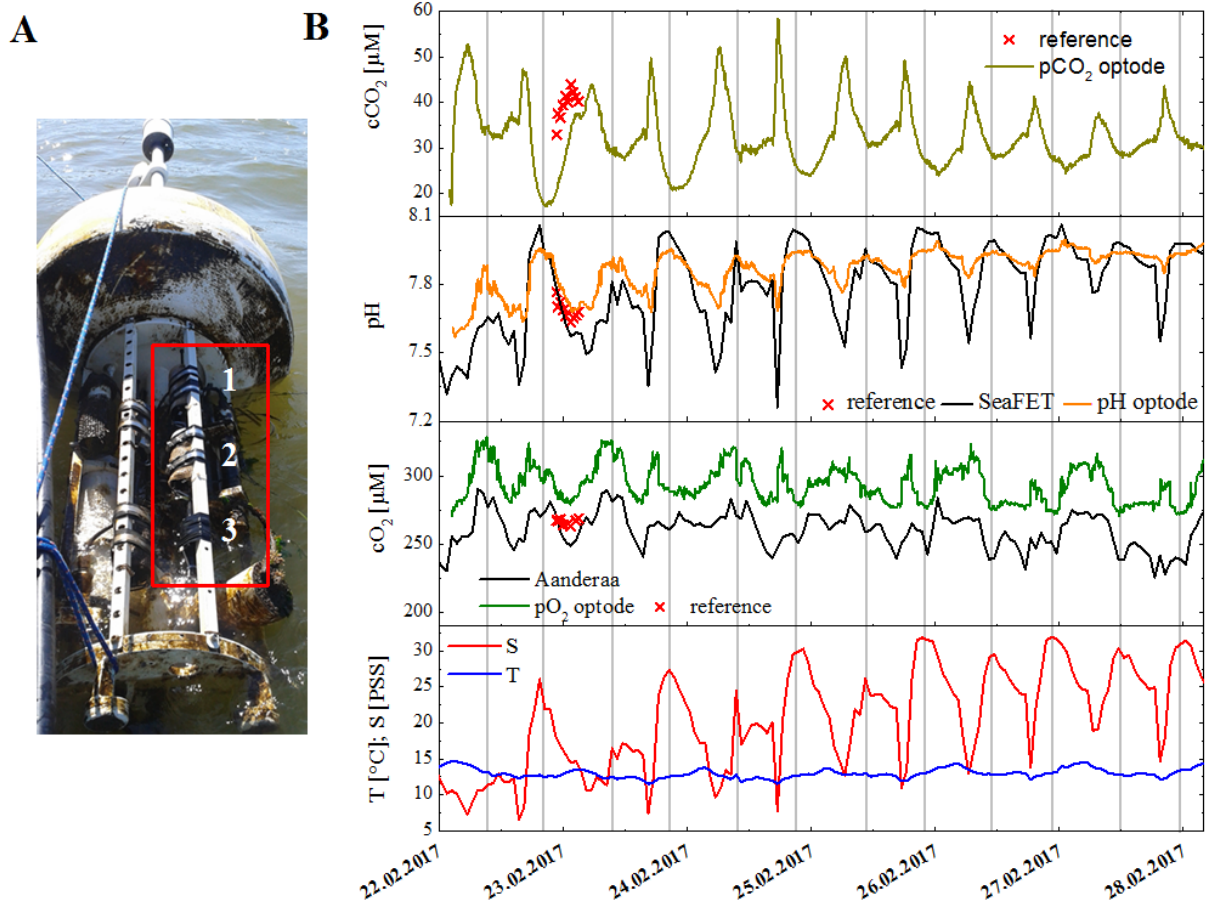 A
B
1
2
3
cCO₂ [µM]
60
50
40
30
20
reference
pCO₂ optode
pH
8.1
7.8
7.5
7.2
reference SeaFET pH optode
cO₂ [µM]
300
250
200
Aanderaa
pO₂ optode reference
T [°C]; S [PSS]
30
25
20
15
10
5
S
T
22.02.2017 23.02.2017 24.02.2017 25.02.2017 26.02.2017 27.02.2017 28.02.2017